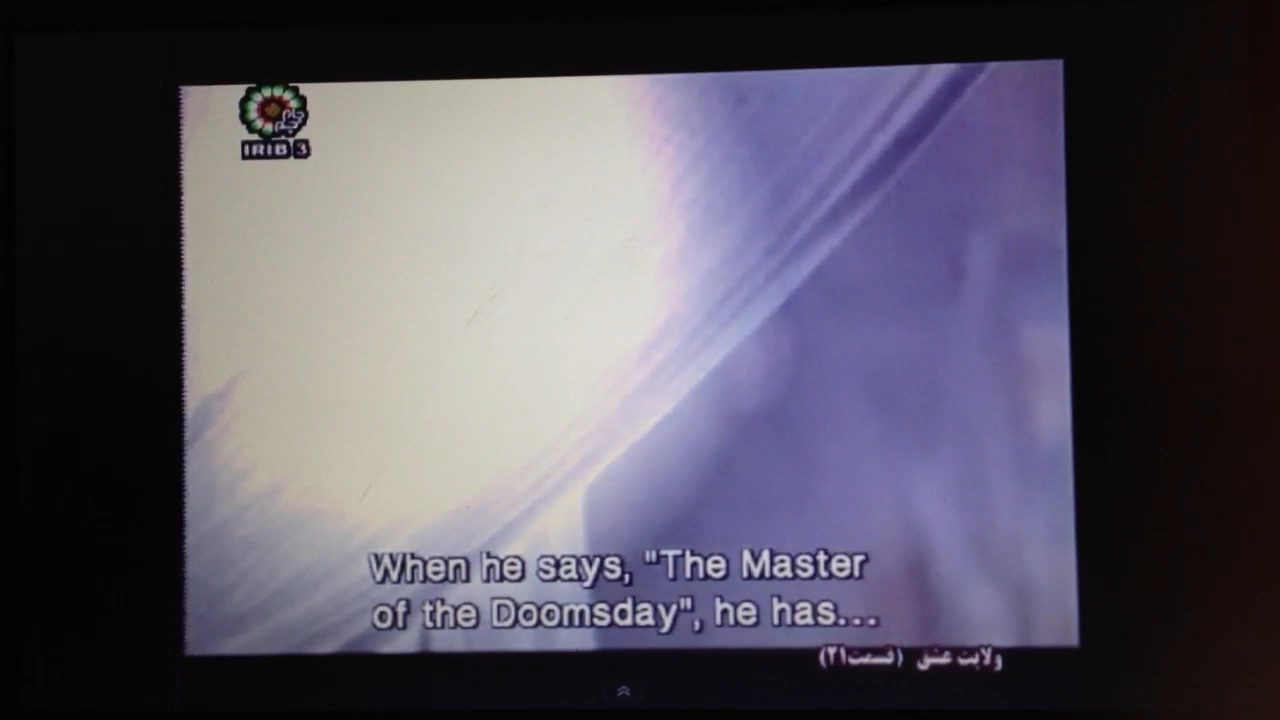 IRIB 3
When he says, "The Master
of the Doomsday", he has...
ولایت عشق (قسمت۲۱)